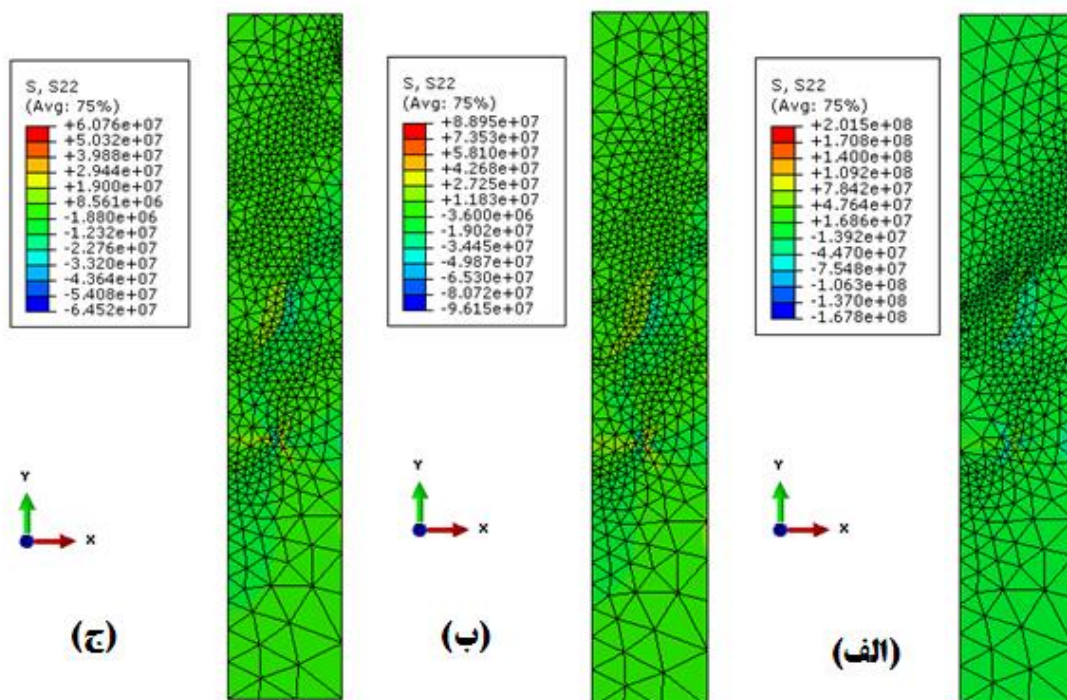 S, S22
(Avg: 75%)
+6.076e+07
+5.032e+07
+3.988e+07
+2.944e+07
+1.900e+07
+8.561e+06
-1.880e+06
-1.232e+07
-2.276e+07
-3.320e+07
-4.364e+07
-5.408e+07
-6.452e+07
Y
X
(ج)
S, S22
(Avg: 75%)
+8.895e+07
+7.353e+07
+5.810e+07
+4.268e+07
+2.725e+07
+1.183e+07
-3.600e+06
-1.902e+07
-3.445e+07
-4.987e+07
-6.530e+07
-8.072e+07
-9.615e+07
Y
X
(ب)
S, S22
(Avg: 75%)
+2.015e+08
+1.708e+08
+1.400e+08
+1.092e+08
+7.842e+07
+4.764e+07
+1.686e+07
-1.392e+07
-4.470e+07
-7.548e+07
-1.063e+08
-1.370e+08
-1.678e+08
Y
X
(الف)